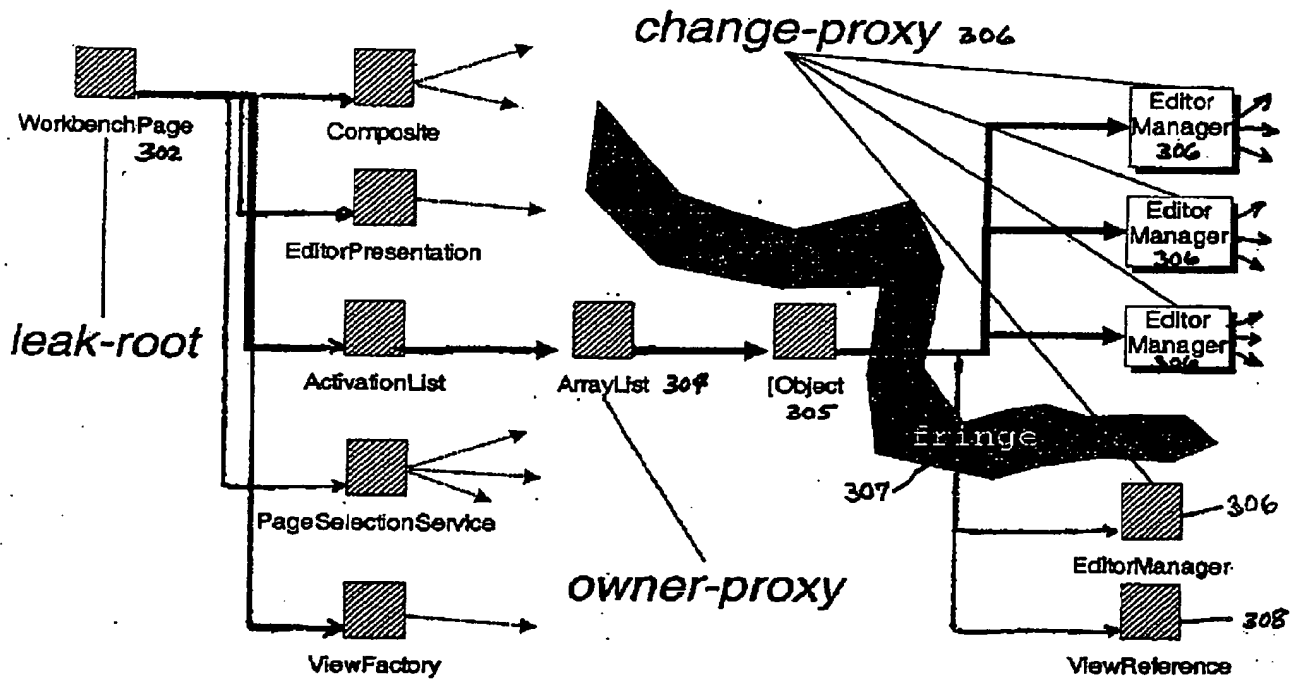 change-proxy 306
WorkbenchPage
302
Composite
Editor
Manager
306
EditorPresentation
Editor
Manager
306
leak-root
ActivationList
ArrayList 304
[Object
305
Editor
Manager
306
fringe
307
PageSelectionService
306
EditorManager
owner-proxy
308
ViewFactory
ViewReference